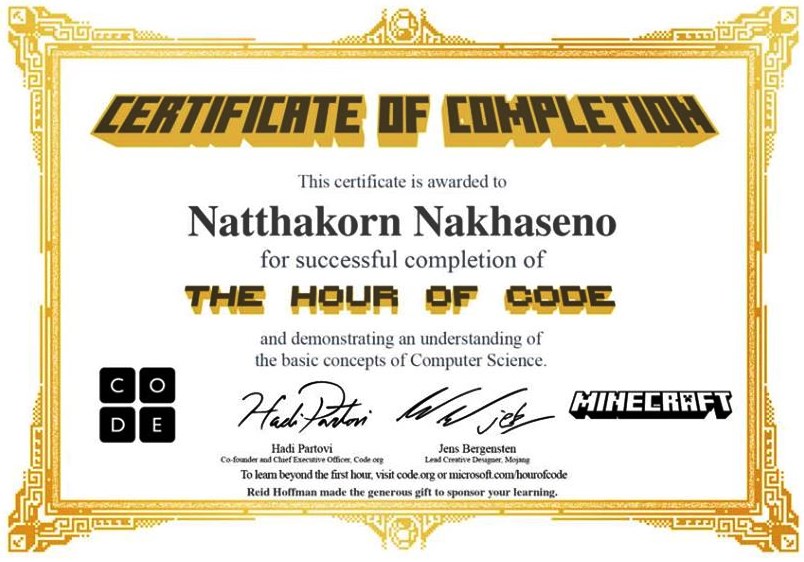 CERTIFICATE OF COMPLETION
This certificate is awarded to
Natthakorn Nakhaseno
for successful completion of
THE HOUR OF CODE
and demonstrating an understanding of
the basic concepts of Computer Science.
CO
DE
Hadi Partovi
jeb
MINECRAFT
Hadi Partovi
Co-founder and Chief Executive Officer, Code.org
Jens Bergensten
Lead Creative Designer, Mojang
To learn beyond the first hour, visit code.org or microsoft.com/hourofcode
Reid Hoffman made the generous gift to sponsor your learning.